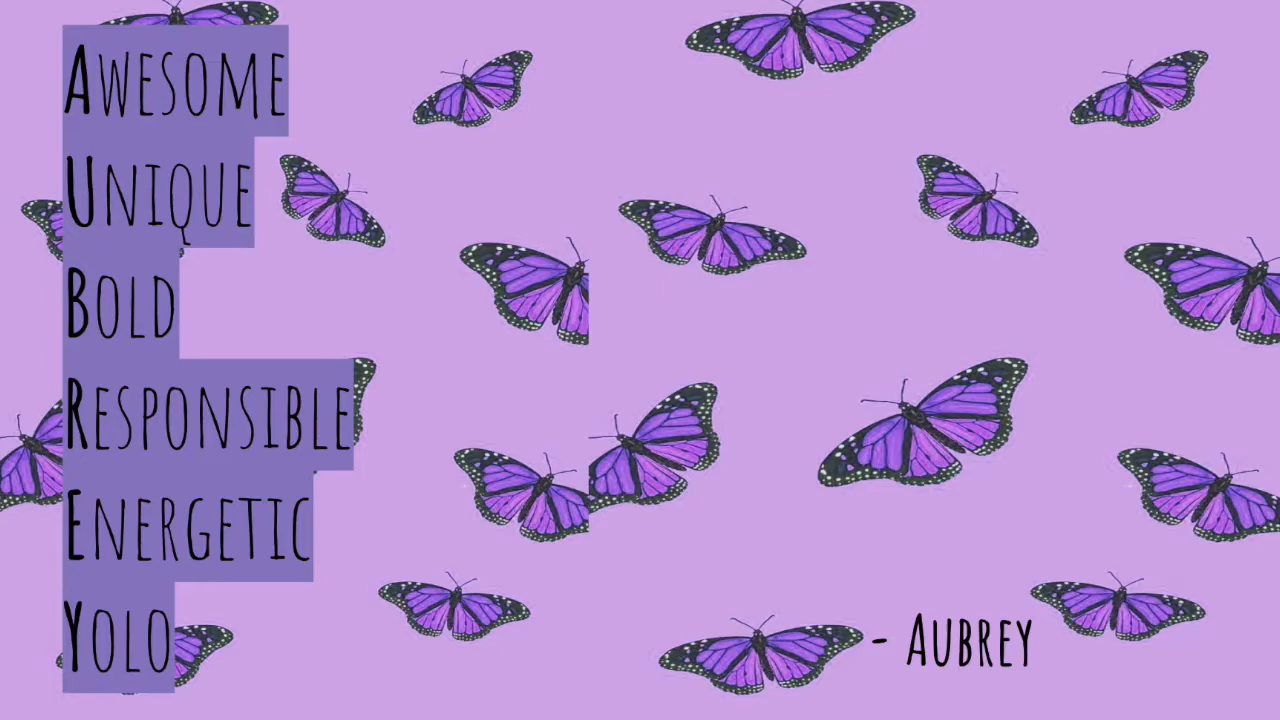 Awesome
Unique
Bold
Responsible
Energetic
Yolo
- Aubrey